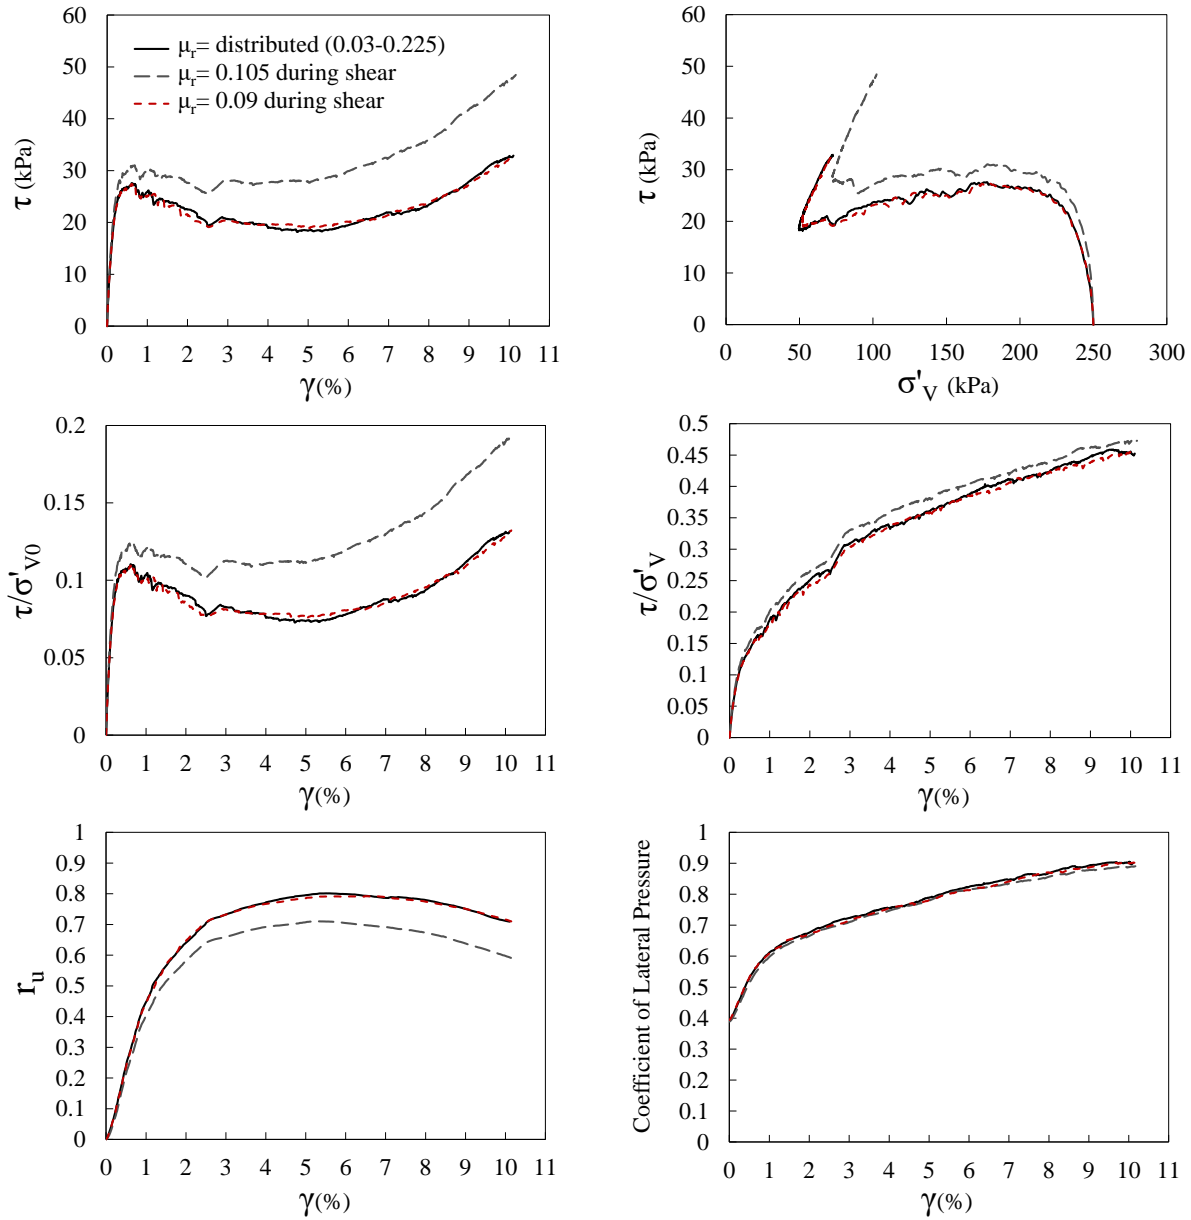 60
50
40
30
20
10
0
τ (kPa)
μr= distributed (0.03-0.225)
μr= 0.105 during shear
μr= 0.09 during shear
0 1 2 3 4 5 6 7 8 9 10 11
γ(%)
60
50
40
30
20
10
0
τ (kPa)
0 50 100 150 200 250 300
σ'V (kPa)
0.2
0.15
0.1
0.05
0
τ/σ'V0
0 1 2 3 4 5 6 7 8 9 10 11
γ(%)
0.5
0.45
0.4
0.35
0.3
0.25
0.2
0.15
0.1
0.05
0
τ/σ'V
0 1 2 3 4 5 6 7 8 9 10 11
γ(%)
1
0.9
0.8
0.7
0.6
0.5
0.4
0.3
0.2
0.1
0
ru
0 1 2 3 4 5 6 7 8 9 10 11
γ(%)
1
0.9
0.8
0.7
0.6
0.5
0.4
0.3
0.2
0.1
0
Coefficient of Lateral Pressure
0 1 2 3 4 5 6 7 8 9 10 11
γ(%)